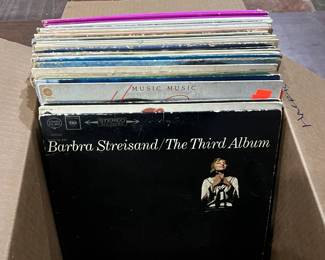 MUSIC MUSIC
STEREO
Barbra Streisand/The Third Album